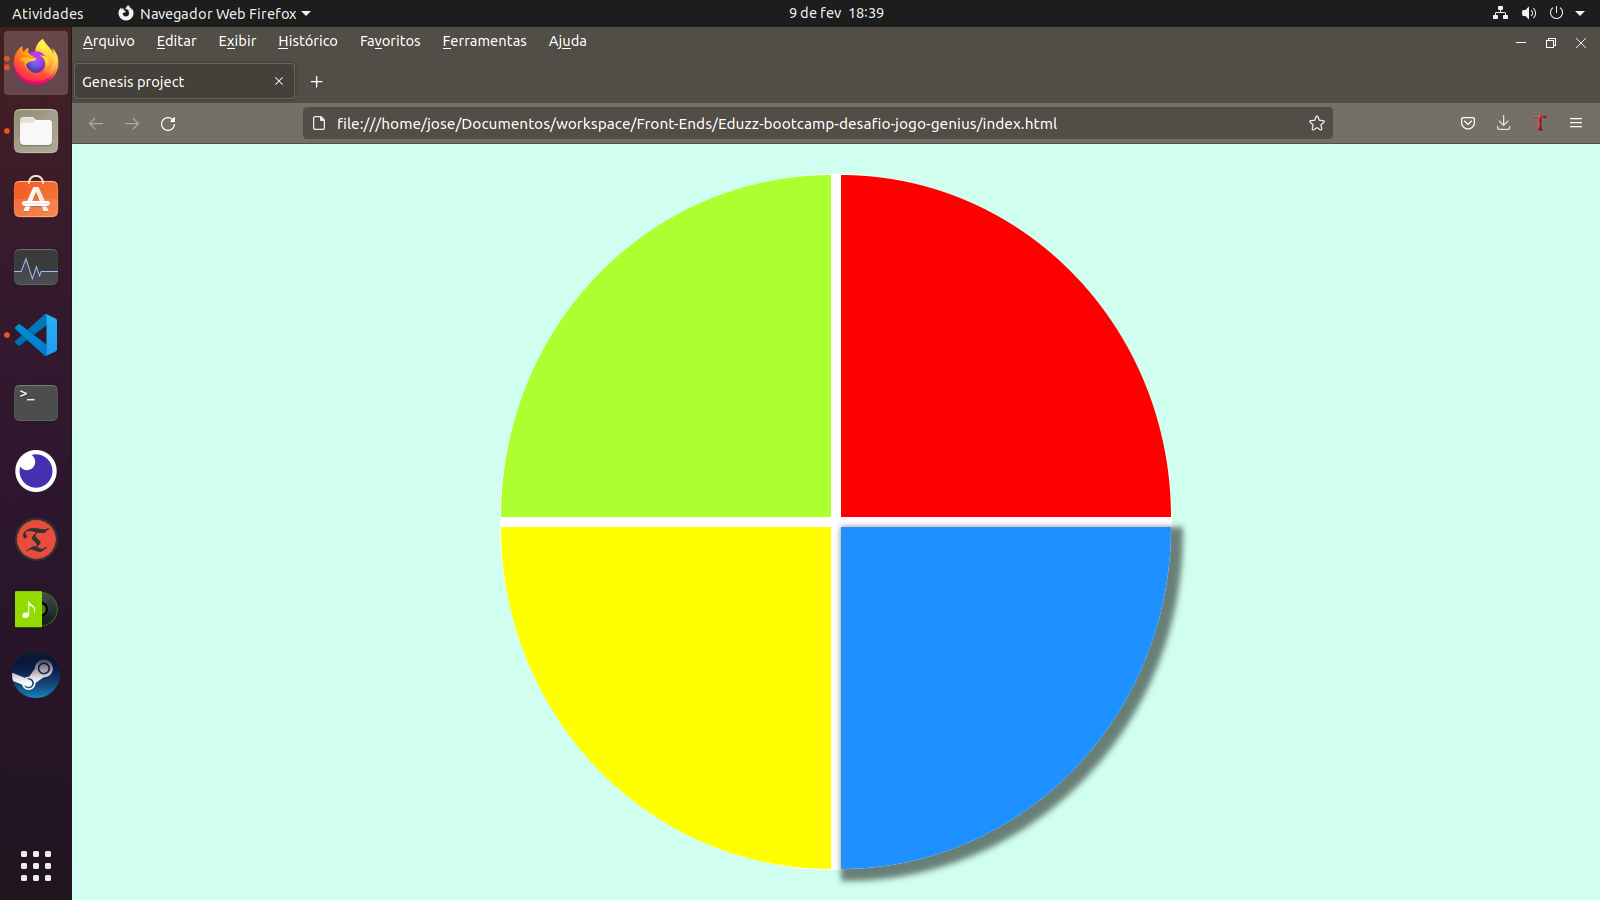 Atividades
Navegador Web Firefox
9 de fev 18:39
Arquivo Editar Exibir Histórico Favoritos Ferramentas Ajuda
Genesis project
file:///home/jose/Documentos/workspace/Front-Ends/Eduzz-bootcamp-desafio-jogo-genius/index.html
T
A
>_
T